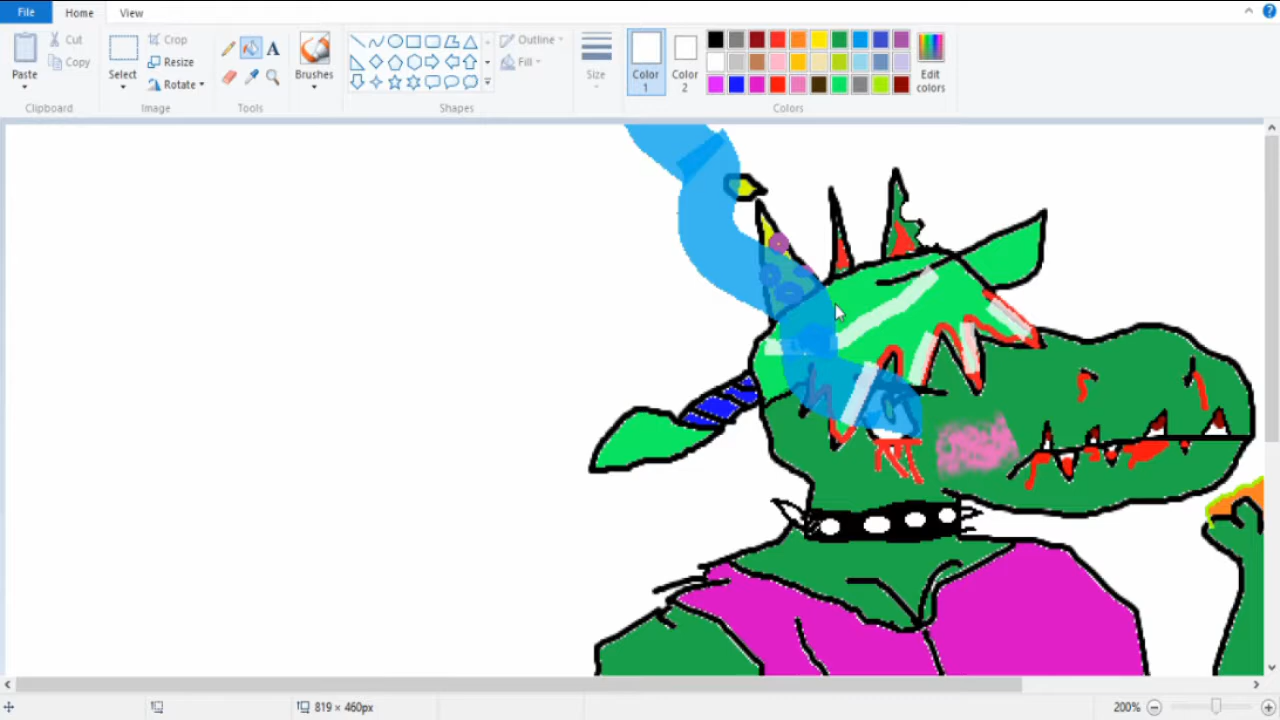 File Home View
Paste Cut Copy
Clipboard
Select Crop Resize Rotate
Image
A
Tools
Brushes
Outline Fill
Shapes
Size
Color 1
Color 2
Edit colors
Colors
819 × 460px
200%